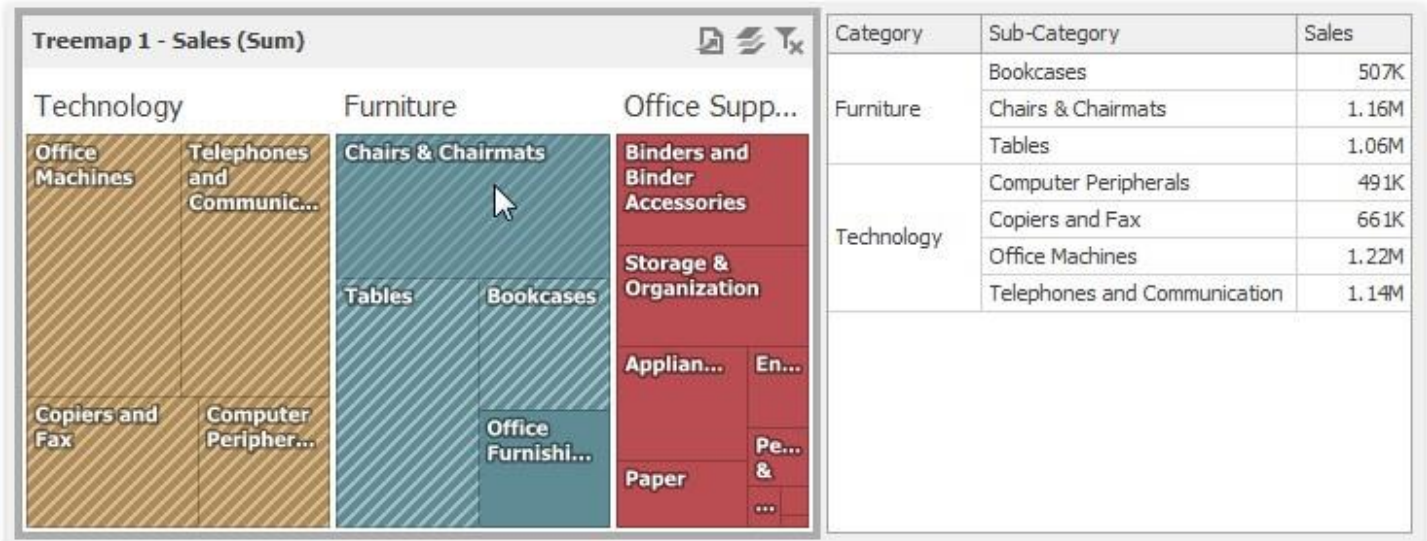 Treemap 1 - Sales (Sum)
Technology
Furniture
Office Supp...
Office
Machines
Telephones
and
Communic...
Copiers and
Fax
Computer
Peripher...
Chairs & Chairmats
Tables
Bookcases
Office
Furnishi...
Binders and
Binder
Accessories
Storage &
Organization
Applian...
En...
Paper
Pe...
&
...
Category Sub-Category Sales
Furniture
Bookcases 507K
Chairs & Chairmats 1.16M
Tables 1.06M
Technology
Computer Peripherals 491K
Copiers and Fax 661K
Office Machines 1.22M
Telephones and Communication 1.14M